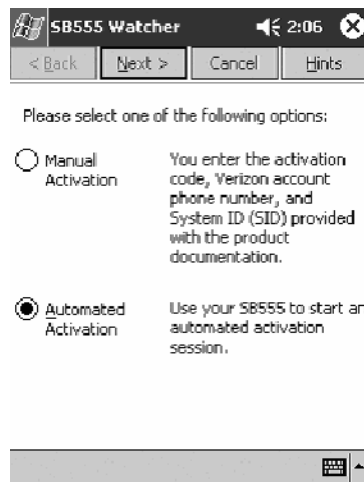 SB555 Watcher 2:06
< Back Next > Cancel Hints
Please select one of the following options:
Manual Activation
You enter the activation
code, Verizon account
phone number, and
System ID (SID) provided
with the product
documentation.
Automated Activation
Use your SB555 to start an
automated activation
session.